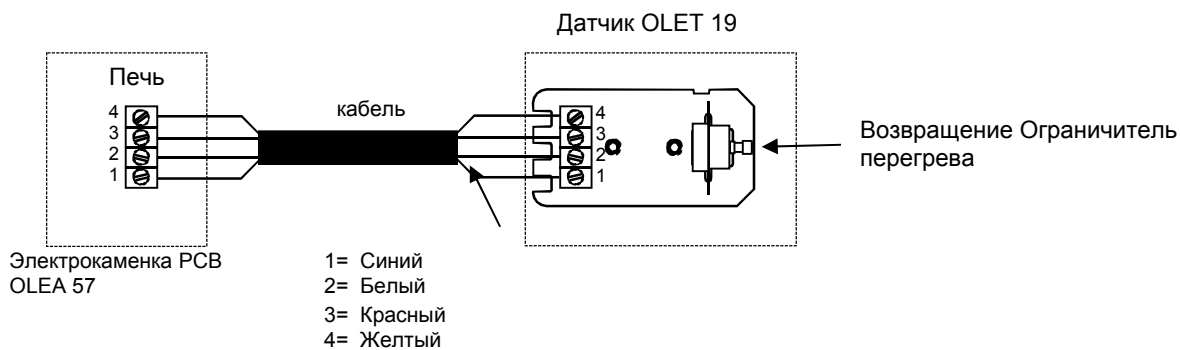 Датчик OLET 19
Печь
кабель
4
3
2
1
4
3
2
1
Возвращение Ограничитель
перегрева
Электрокаменка РСВ
OLEA 57
1= Синий
2= Белый
3= Красный
4= Желтый